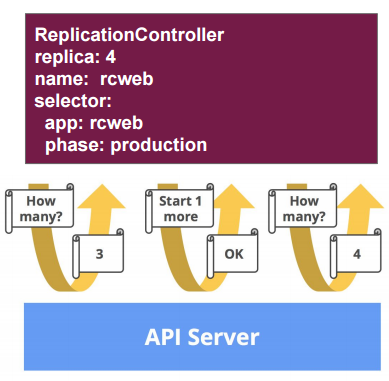 ReplicationController
replica: 4
name:  rcweb
selector:
  app: rcweb
  phase: production
How
many?
3
Start 1
more
OK
How
many?
4
API Server